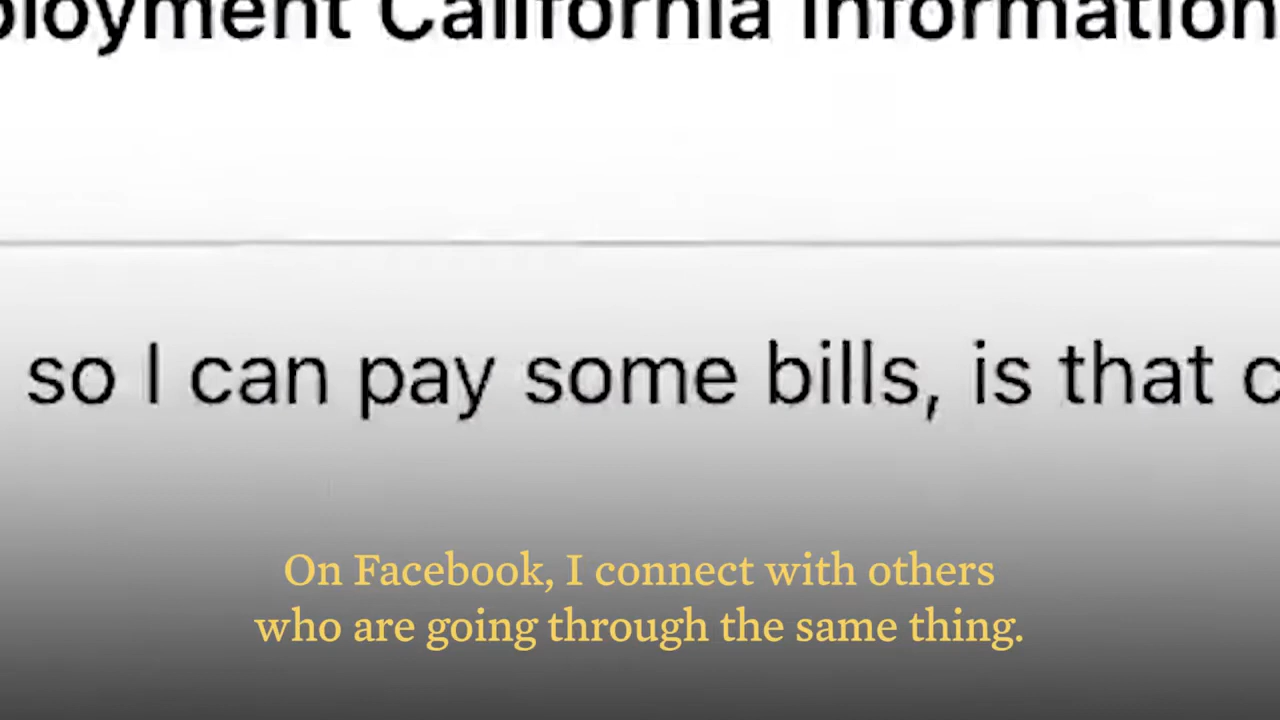 ployment California Information
so I can pay some bills, is that c
On Facebook, I connect with others
who are going through the same thing.